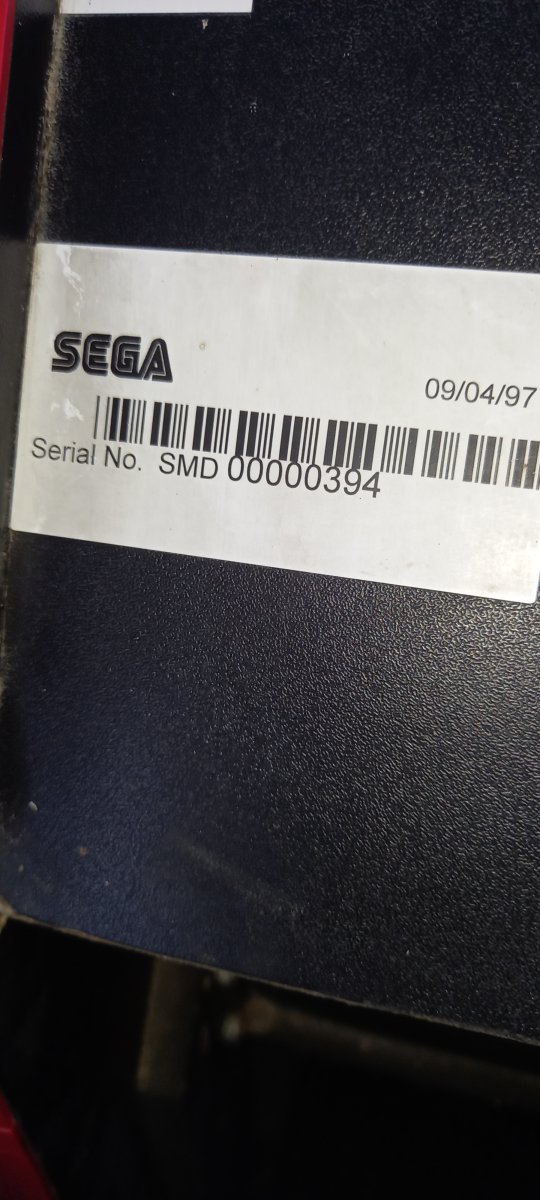 SEGA
09/04/97
Serial No. SMD 00000394